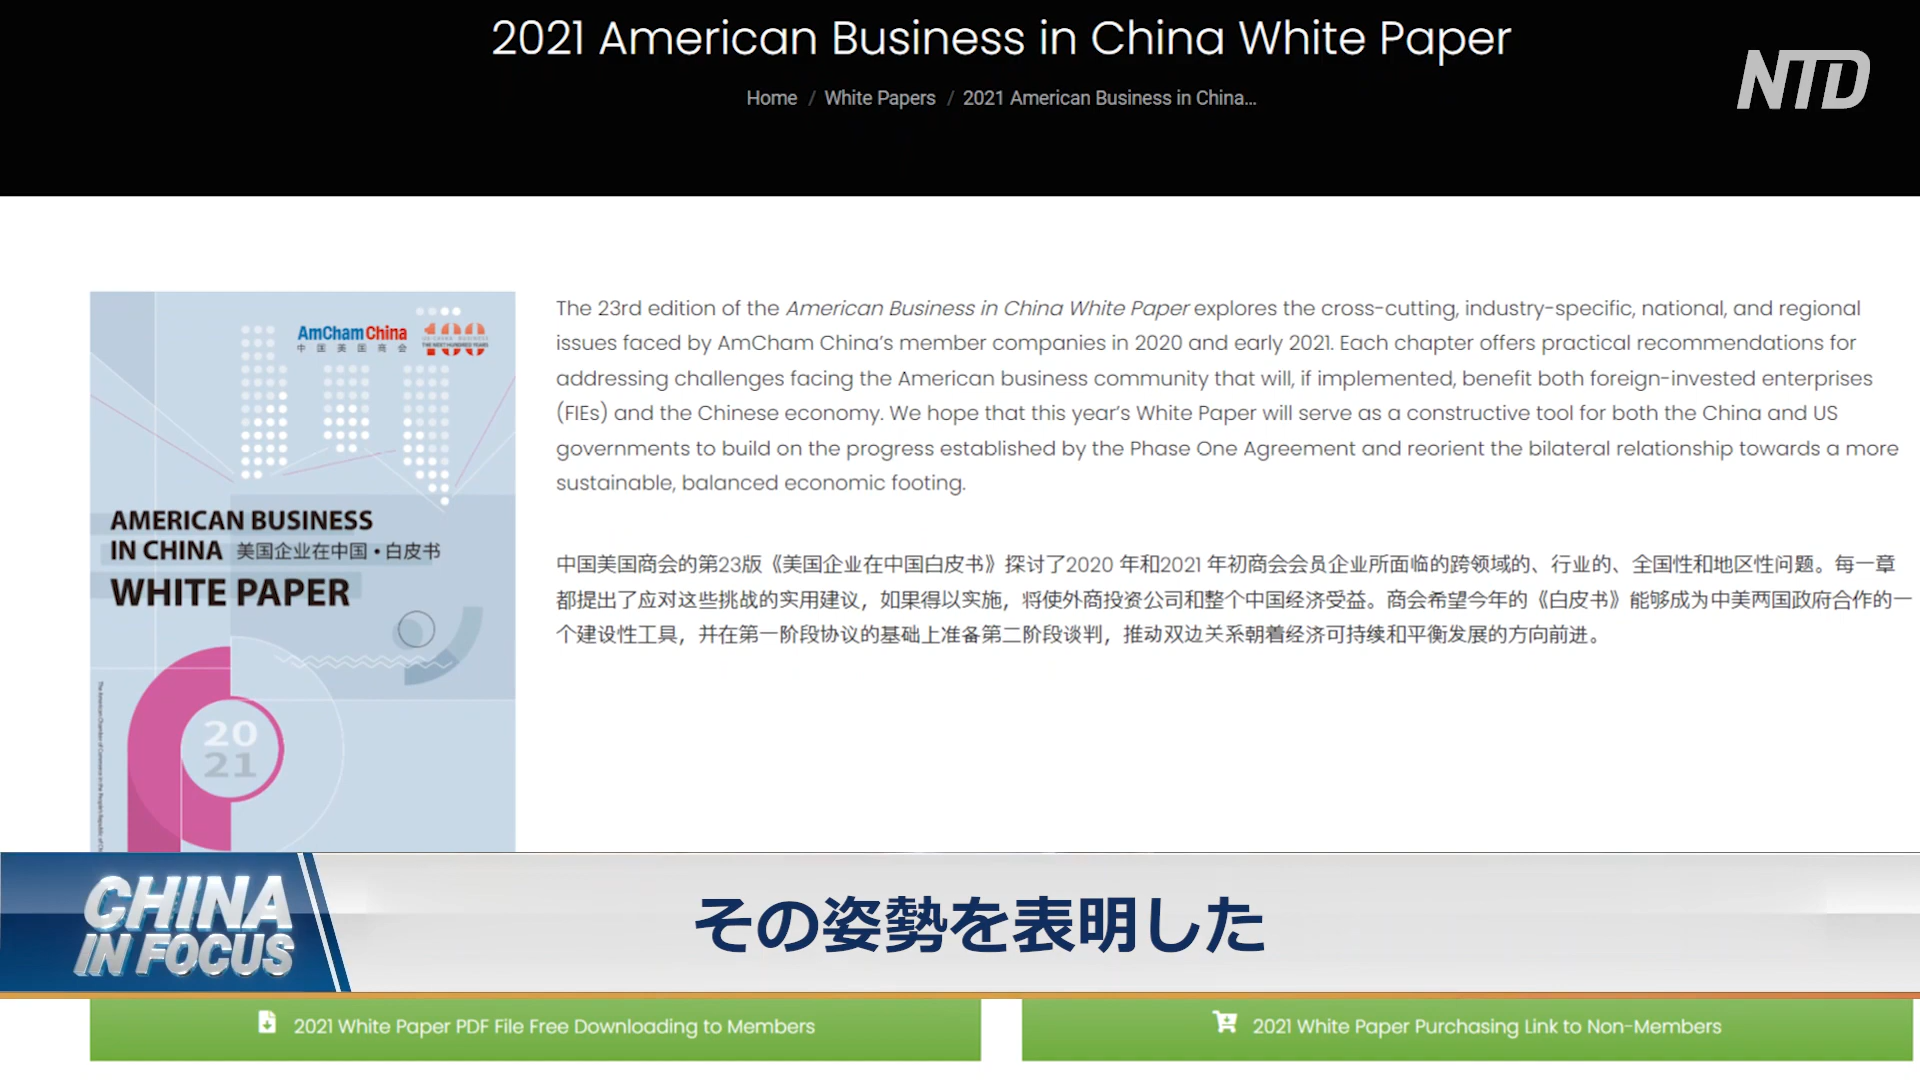 2021 American Business in China White Paper
NTD
Home / White Papers / 2021 American Business in China...
The 23rd edition of the American Business in China White Paper explores the cross-cutting, industry-specific, national, and regional
issues faced by AmCham China's member companies in 2020 and early 2021. Each chapter offers practical recommendations for
addressing challenges facing the American business community that will, if implemented, benefit both foreign-invested enterprises
(FIEs) and the Chinese economy. We hope that this year's White Paper will serve as a constructive tool for both the China and US
governments to build on the progress established by the Phase One Agreement and reorient the bilateral relationship towards a more
sustainable, balanced economic footing.
中国美国商会的第23版《美国企业在中国白皮书》探讨了2020 年和2021 年初商会会员企业所面临的跨领域的、行业的、全国性和地区性问题。每一章
都提出了应对这些挑战的实用建议，如果得以实施，将使外商投资公司和整个中国经济受益。商会希望今年的《白皮书》能够成为中美两国政府合作的一
个建设性工具，并在第一阶段协议的基础上准备第二阶段谈判，推动双边关系朝着经济可持续和平衡发展的方向前进。
AmCham China
中国美国商会
100
AMERICAN BUSINESS
IN CHINA 美国企业在中国•白皮书
WHITE PAPER
20
21
CHINA
IN FOCUS
その姿勢を表明した
2021 White Paper PDF File Free Downloading to Members
2021 White Paper Purchasing Link to Non-Members